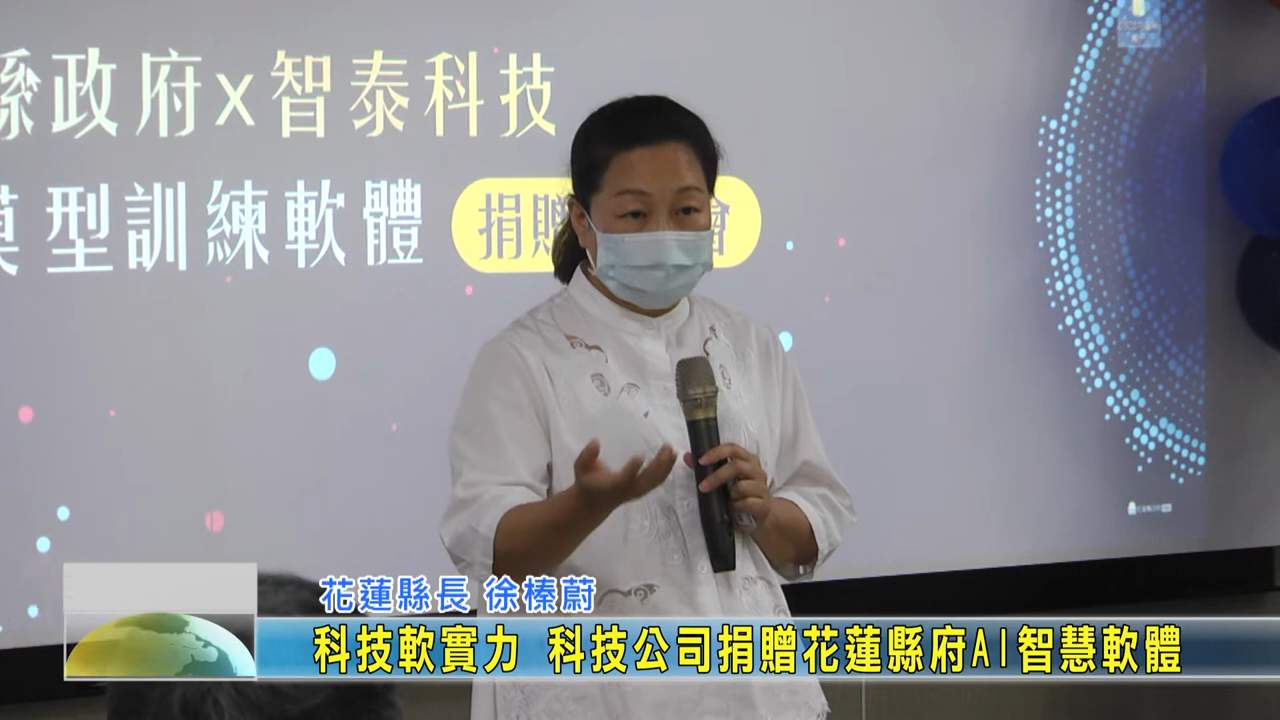 縣政府x智泰科技
模型訓練軟體 捐贈 會
花蓮縣長 徐榛蔚
科技軟實力 科技公司捐贈花蓮縣府AI智慧軟體